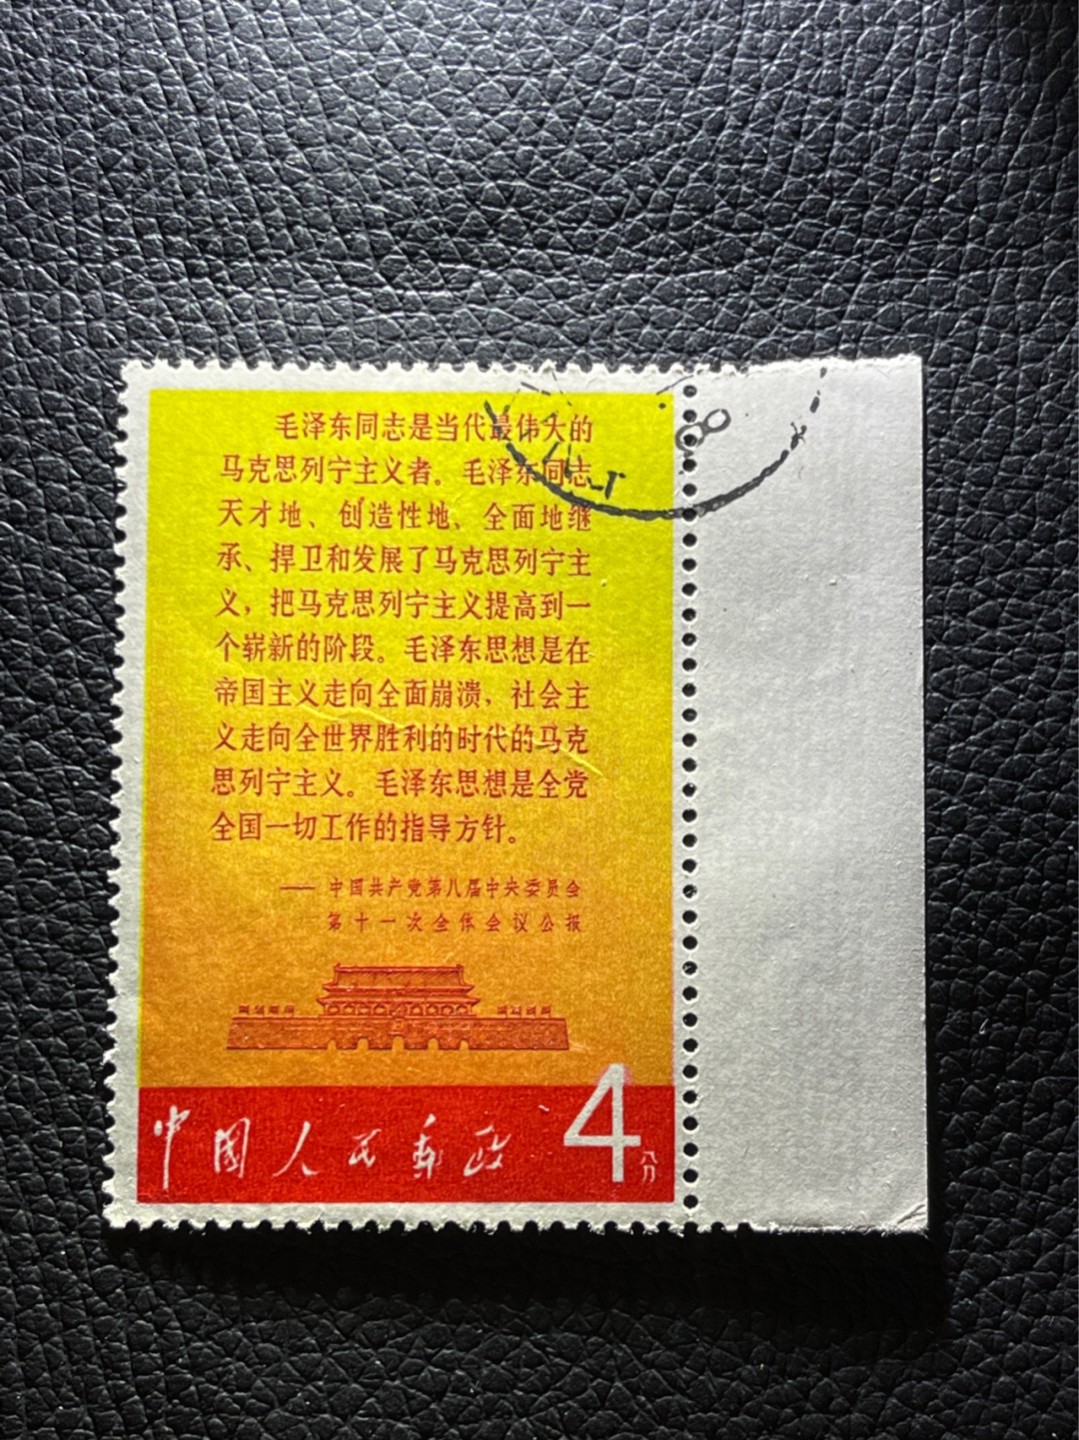 毛泽东同志是当代最伟大的
马克思列宁主义者。毛泽东同志
天才地、创造性地、全面地继
承、捍卫和发展了马克思列宁主
义，把马克思列宁主义提高到一
个崭新的阶段。毛泽东思想是在
帝国主义走向全面崩溃，社会主
义走向全世界胜利的时代的马克
思列宁主义。毛泽东思想是全党
全国一切工作的指导方针。
——中国共产党第八届中央委员会
第十一次全体会议公报
中国人民邮政
4分
8